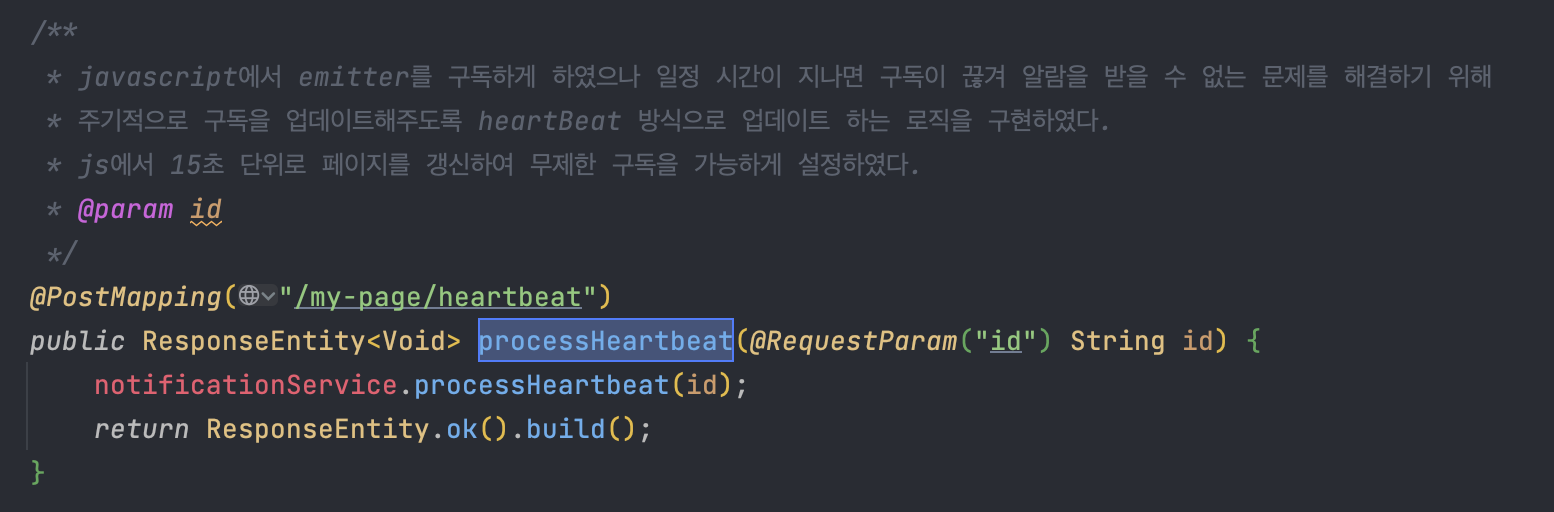 /**
 * javascript에서 emitter를 구독하게 하였으나 일정 시간이 지나면 구독이 끊겨 알람을 받을 수 없는 문제를 해결하기 위해
 * 주기적으로 구독을 업데이트해주도록 heartBeat 방식으로 업데이트 하는 로직을 구현하였다.
 * js에서 15초 단위로 페이지를 갱신하여 무제한 구독을 가능하게 설정하였다.
 * @param id
 */
@PostMapping("/my-page/heartbeat")
public ResponseEntity<Void> processHeartbeat(@RequestParam("id") String id) {
    notificationService.processHeartbeat(id);
    return ResponseEntity.ok().build();
}